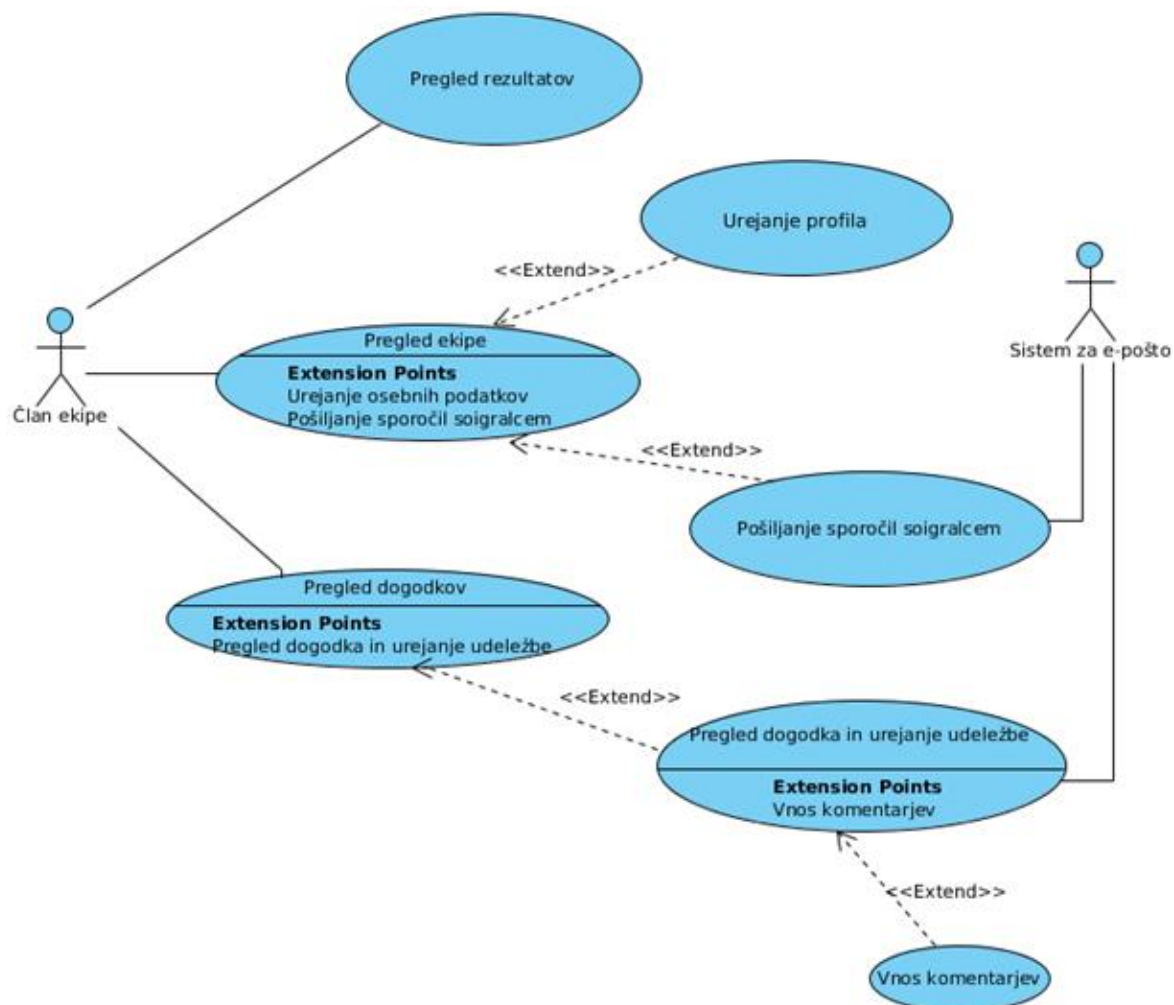 Pregled rezultatov
Urejanje profila
<<Extend>>
Pregled ekipe
Extension Points
Urejanje osebnih podatkov
Pošiljanje sporočil soigralcem
Član ekipe
Sistem za e-pošto
<<Extend>>
Pošiljanje sporočil soigralcem
Pregled dogodkov
Extension Points
Pregled dogodka in urejanje udeležbe
<<Extend>>
Pregled dogodka in urejanje udeležbe
Extension Points
Vnos komentarjev
<<Extend>>
Vnos komentarjev